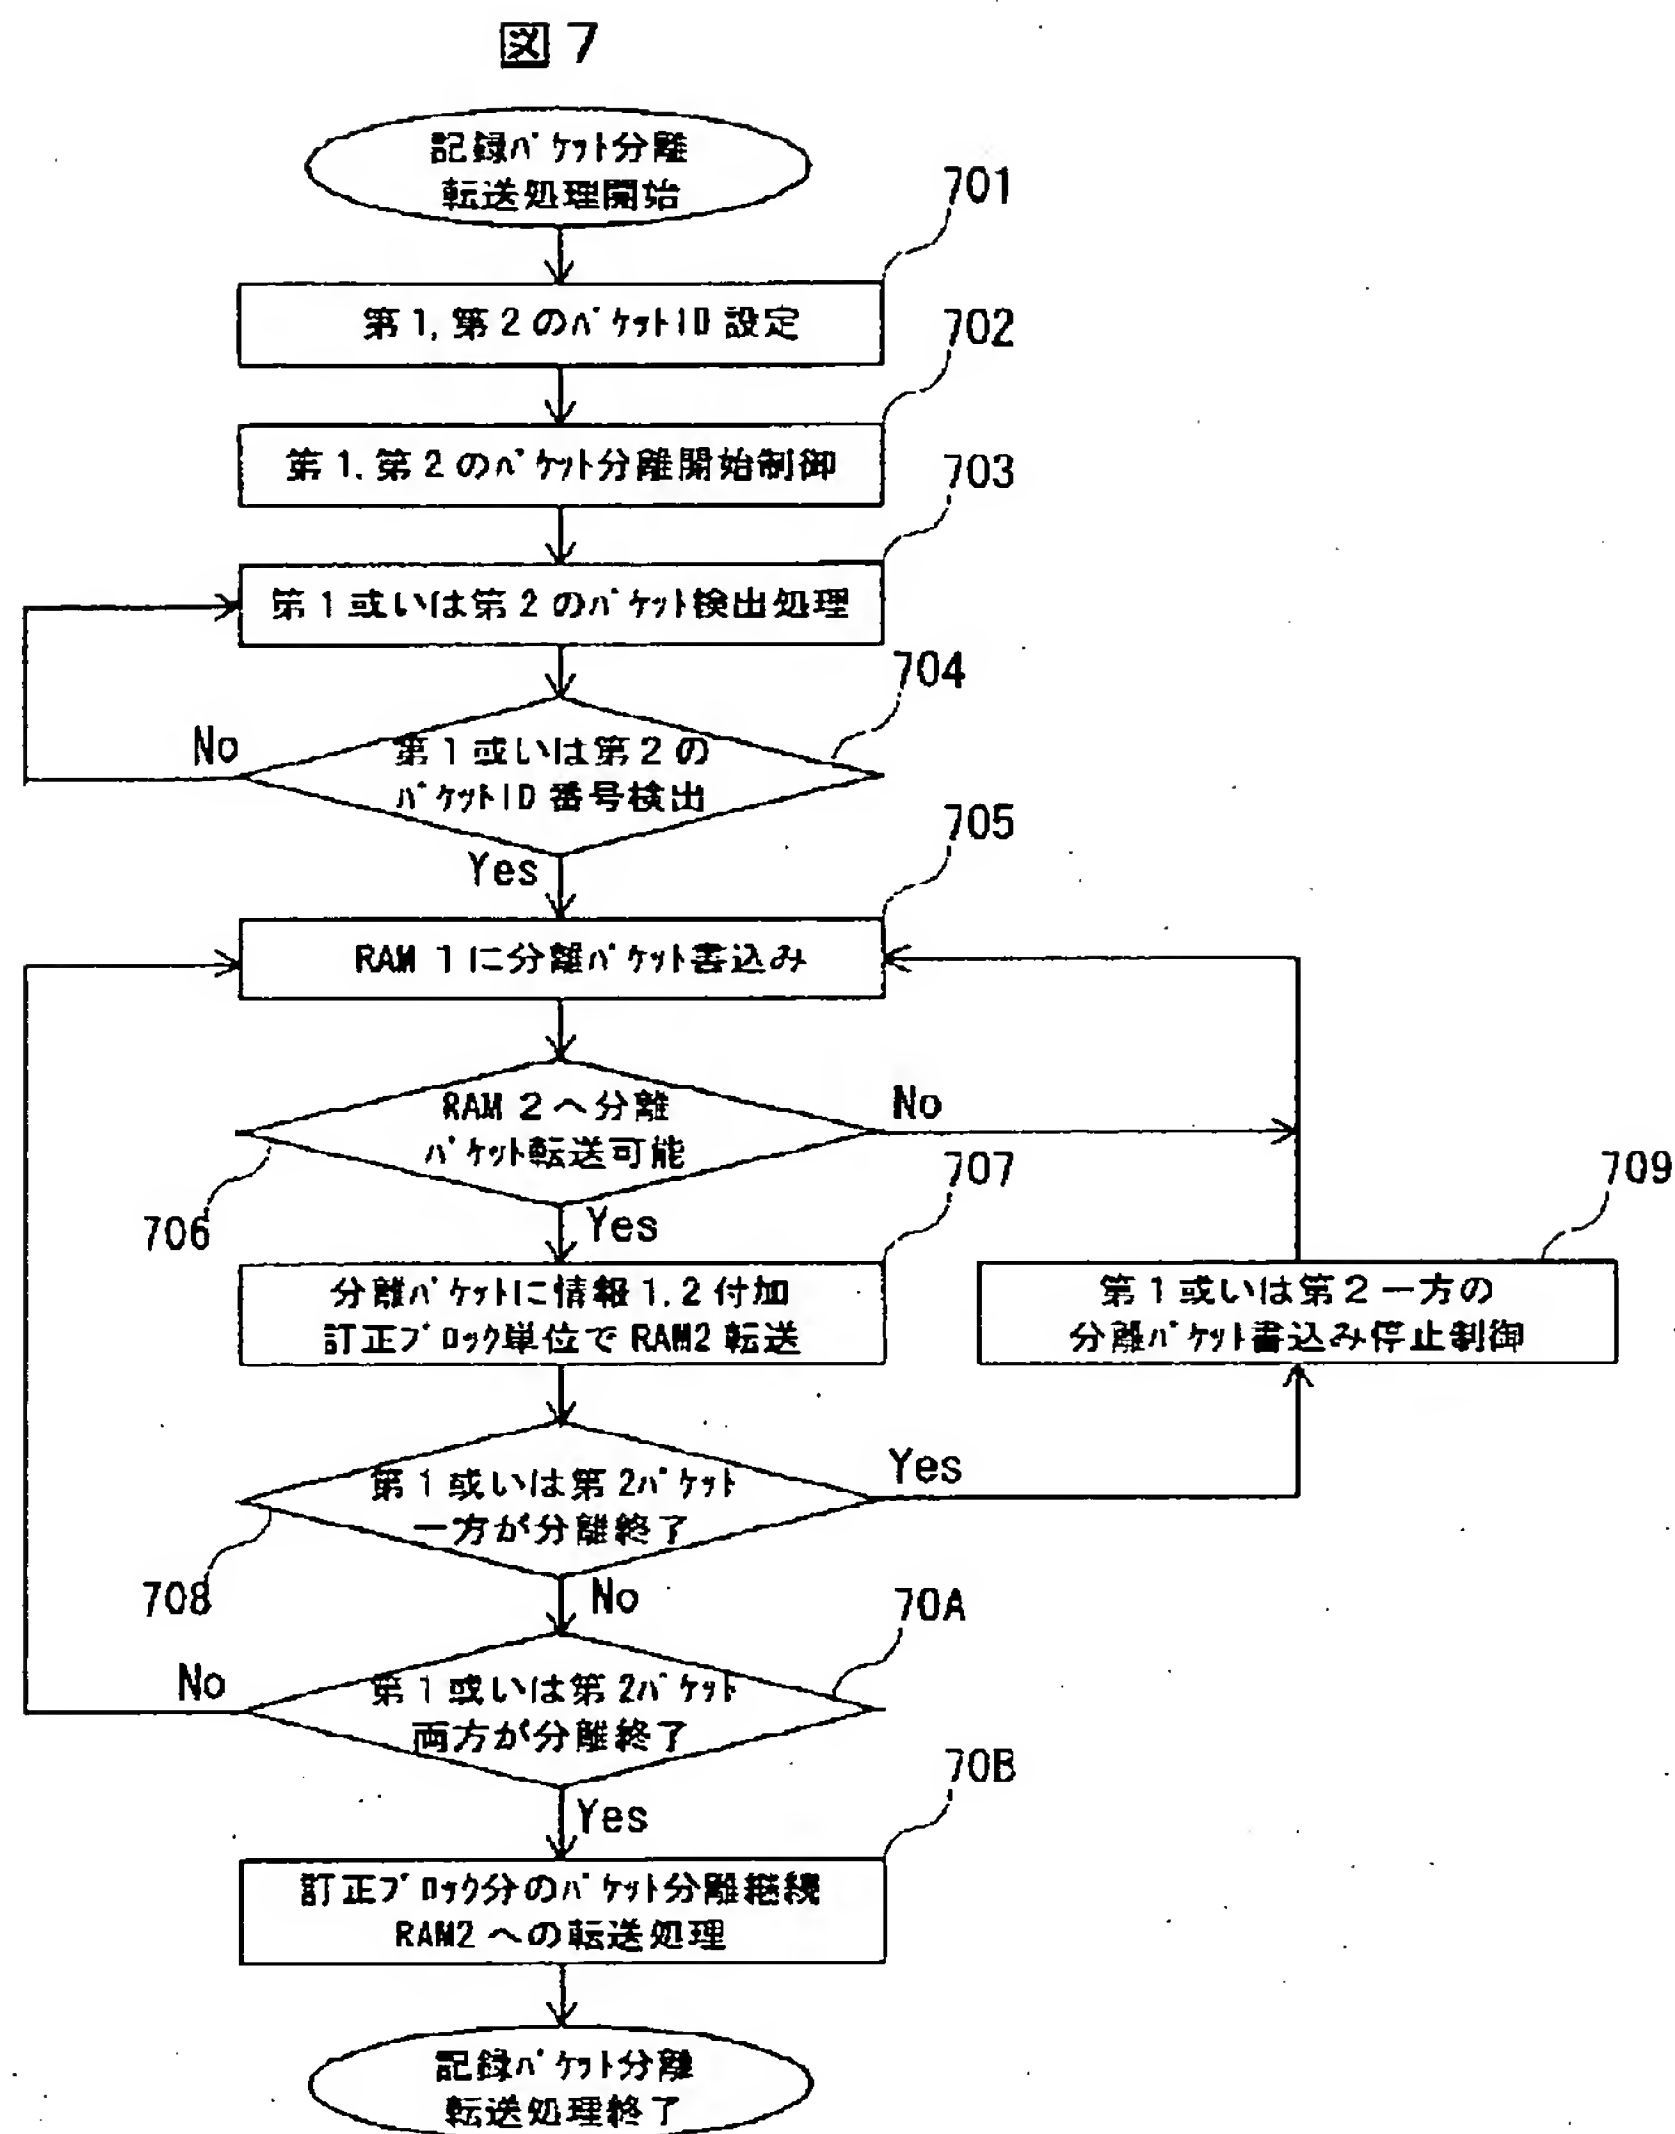 図7
記録パケット分離
転送処理開始
701
第1,第2のパケットID設定
702
第1,第2のパケット分離開始制御
703
第1或いは第2のパケット検出処理
704
No
第1或いは第2の
パケットID番号検出
Yes
705
RAM 1に分離パケット書込み
RAM 2へ分離
パケット転送可能
No
706
Yes
707
分離パケットに情報1,2付加
訂正ブロック単位でRAM2転送
709
第1或いは第2一方の
分離パケット書込み停止制御
第1或いは第2パケット
一方が分離終了
Yes
708
No
70A
No
第1或いは第2パケット
両方が分離終了
Yes
70B
訂正ブロック分のパケット分離継続
RAM2への転送処理
記録パケット分離
転送処理終了